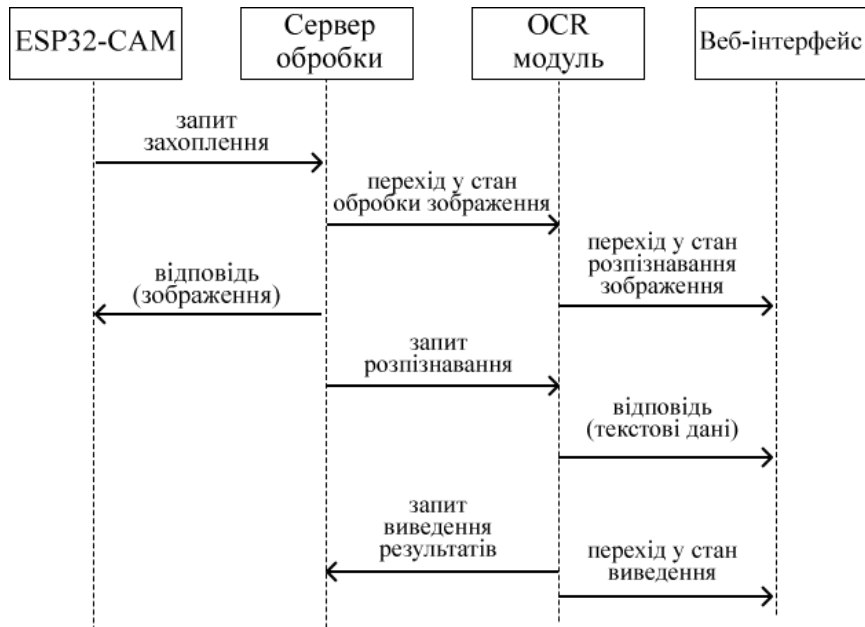 ESP32-CAM
Сервер
обробки
OCR
модуль
Веб-інтерфейс
запит
захоплення
перехід у стан
обробки зображення
перехід у стан
розпізнавання
зображення
відповідь
(зображення)
запит
розпізнавання
відповідь
(текстові дані)
запит
виведення
результатів
перехід у стан
виведення